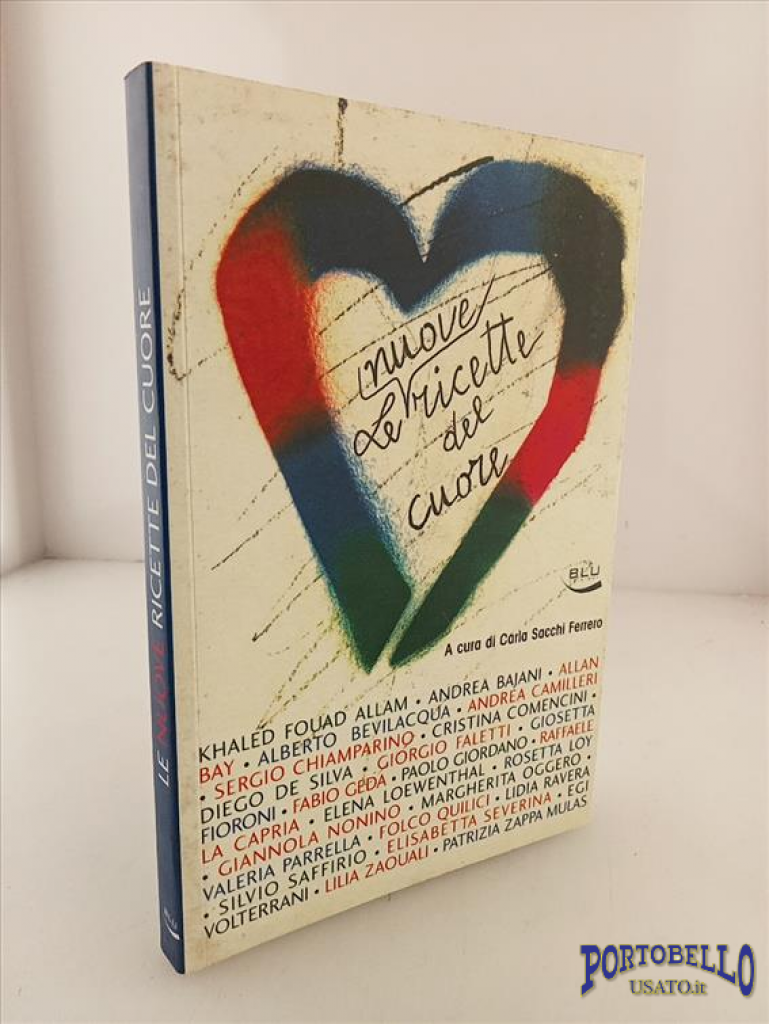 LE NUOVE RICETTE DEL CUORE
BLU
nuove
Le ricette
del
cuore
BLU
A cura di Carla Sacchi Ferrero
KHALED FOUAD ALLAM • ANDREA BAJANI • ALLAN
BAY • ALBERTO BEVILACQUA • ANDREA CAMILLERI
• SERGIO CHIAMPARINO • CRISTINA COMENCINI •
DIEGO DE SILVA • GIORGIO FALETTI • GIOSETTA
FIORONI • FABIO GEDA • PAOLO GIORDANO • RAFFAELE
LA CAPRIA • ELENA LOEWENTHAL • ROSETTA LOY
• GIANNOLA NONINO • MARGHERITA OGGERO •
VALERIA PARRELLA • FOLCO QUILICI • LIDIA RAVERA
• SILVIO SAFFIRIO • ELISABETTA SEVERINA • EGI
VOLTERRANI • LILIA ZAOUALI • PATRIZIA ZAPPA MULAS
PORTOBELLO
USATO.it